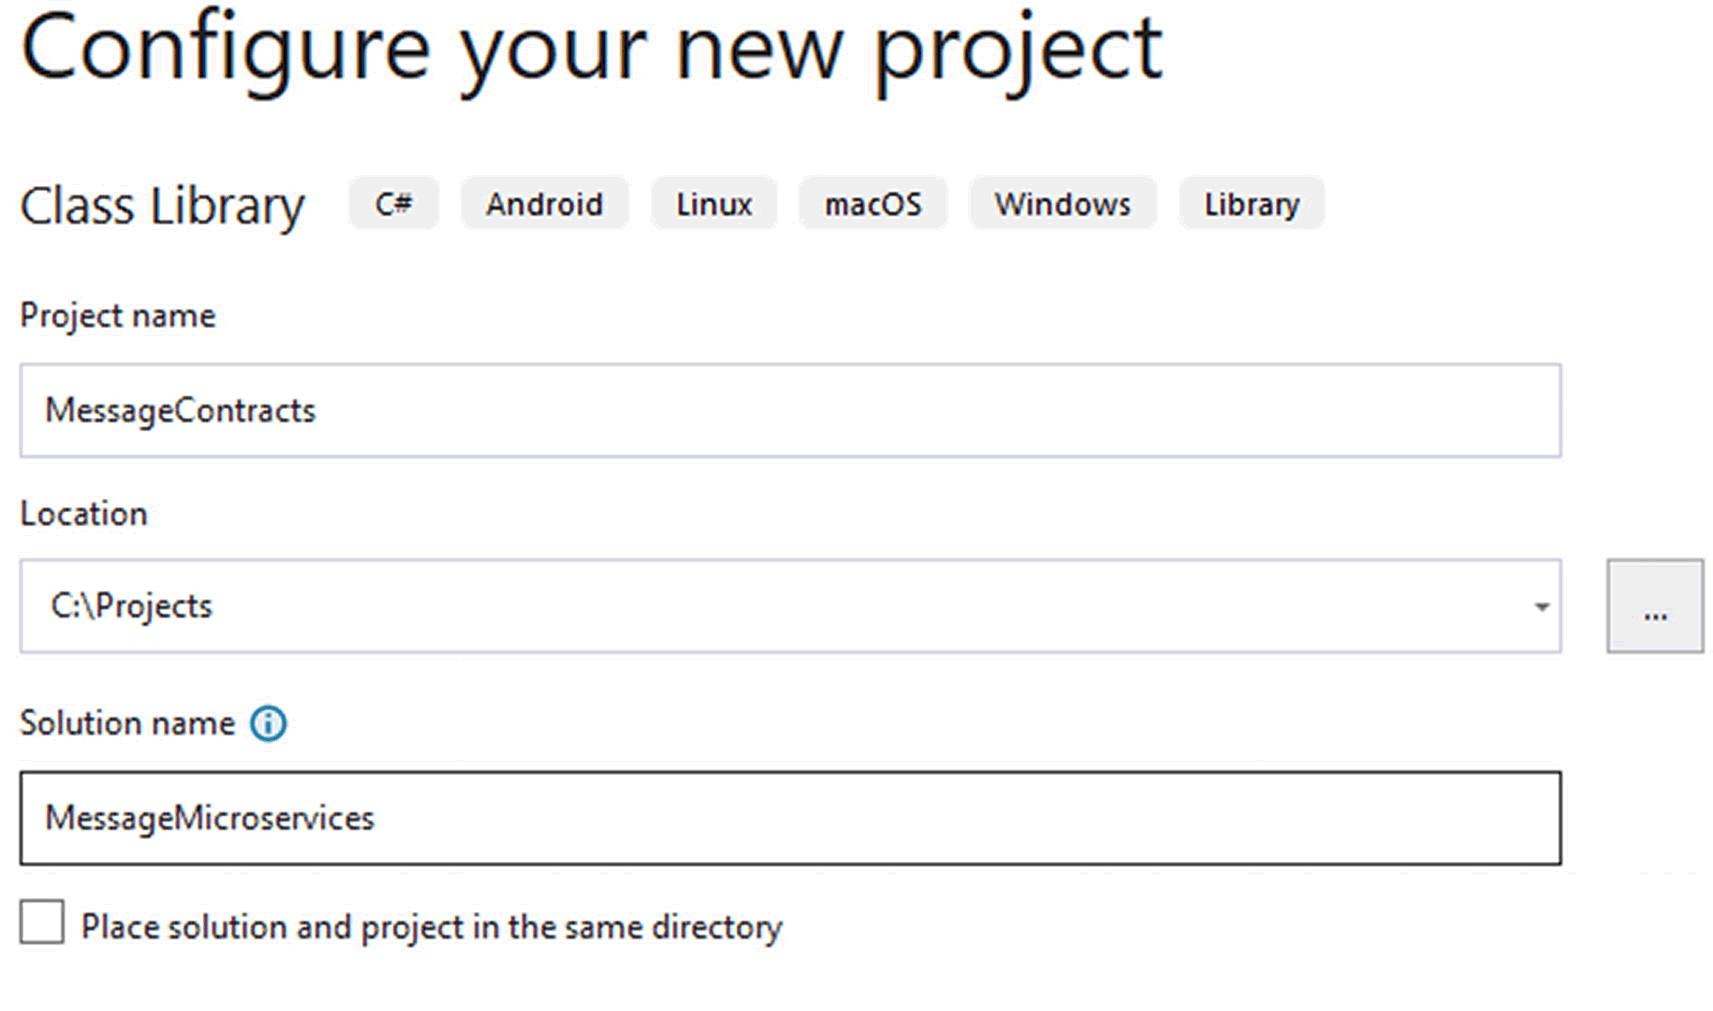 Configure your new project
Class Library C# Android Linux macOS Windows Library
Project name
MessageContracts
Location
C:\Projects
...
Solution name
MessageMicroservices
Place solution and project in the same directory